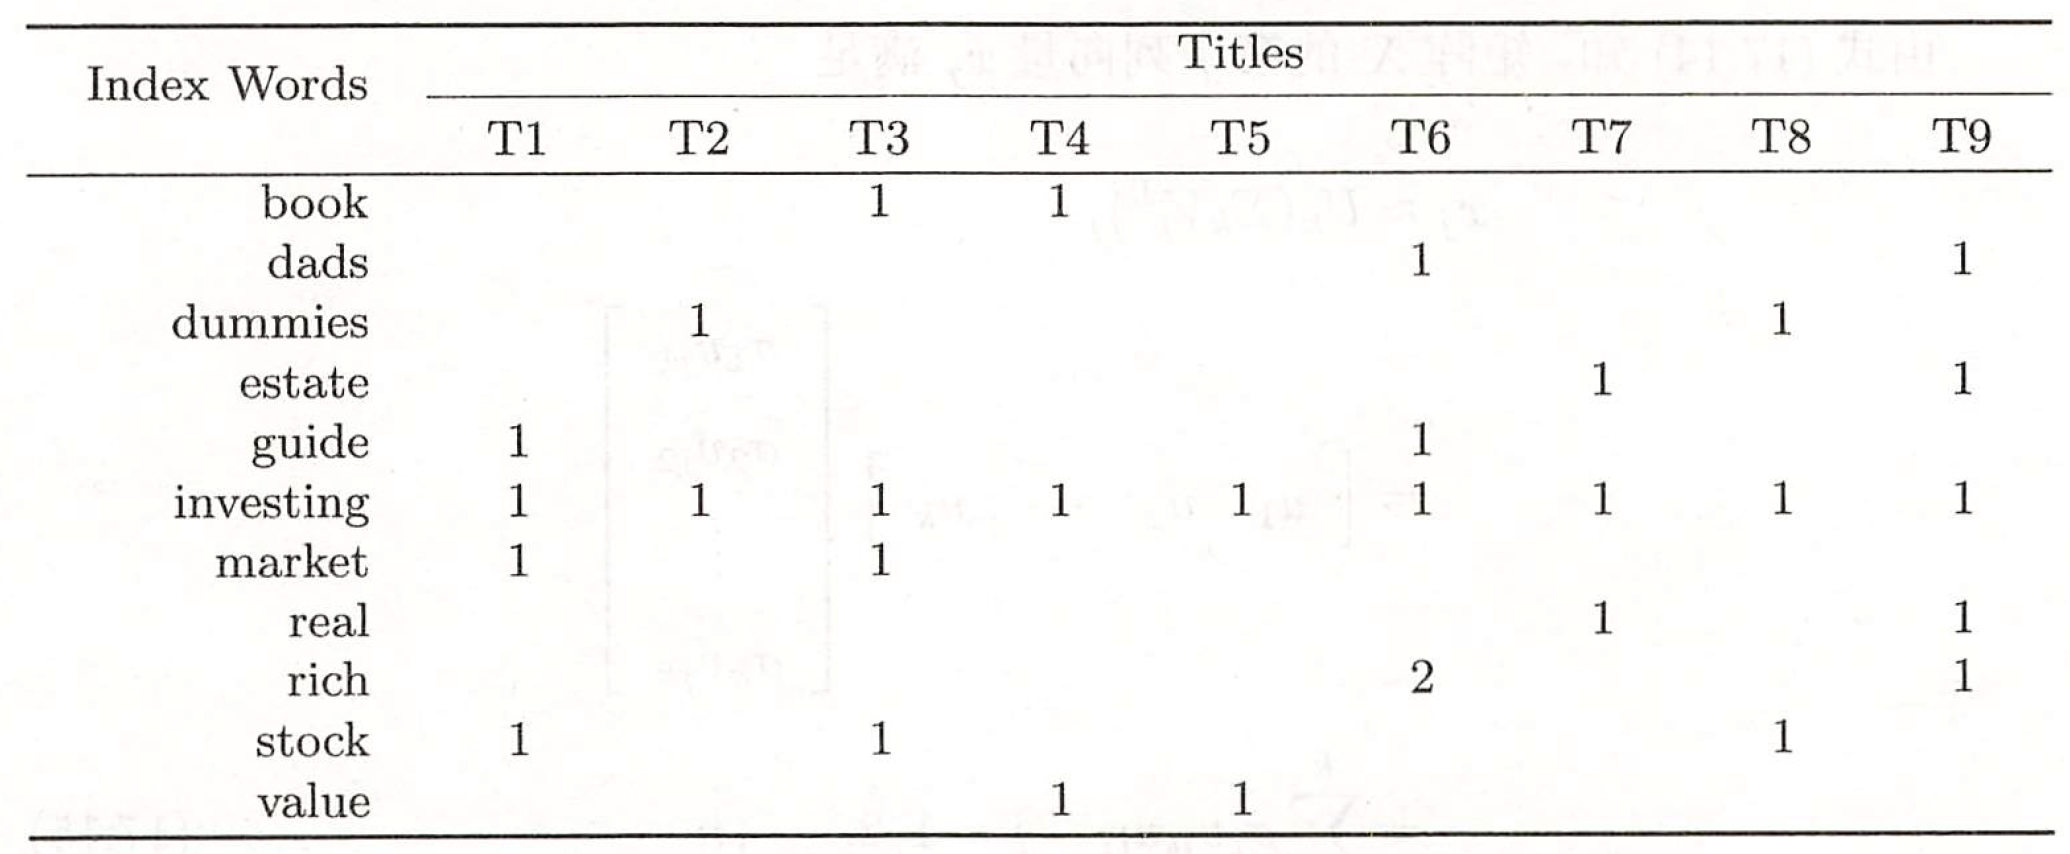 Titles
Index Words
T1 T2 T3 T4 T5 T6 T7 T8 T9
book 1 1
dads 1 1
dummies 1 1
estate 1 1
guide 1 1
investing 1 1 1 1 1 1 1 1 1
market 1 1
real 1 1
rich 2 1
stock 1 1 1
value 1 1